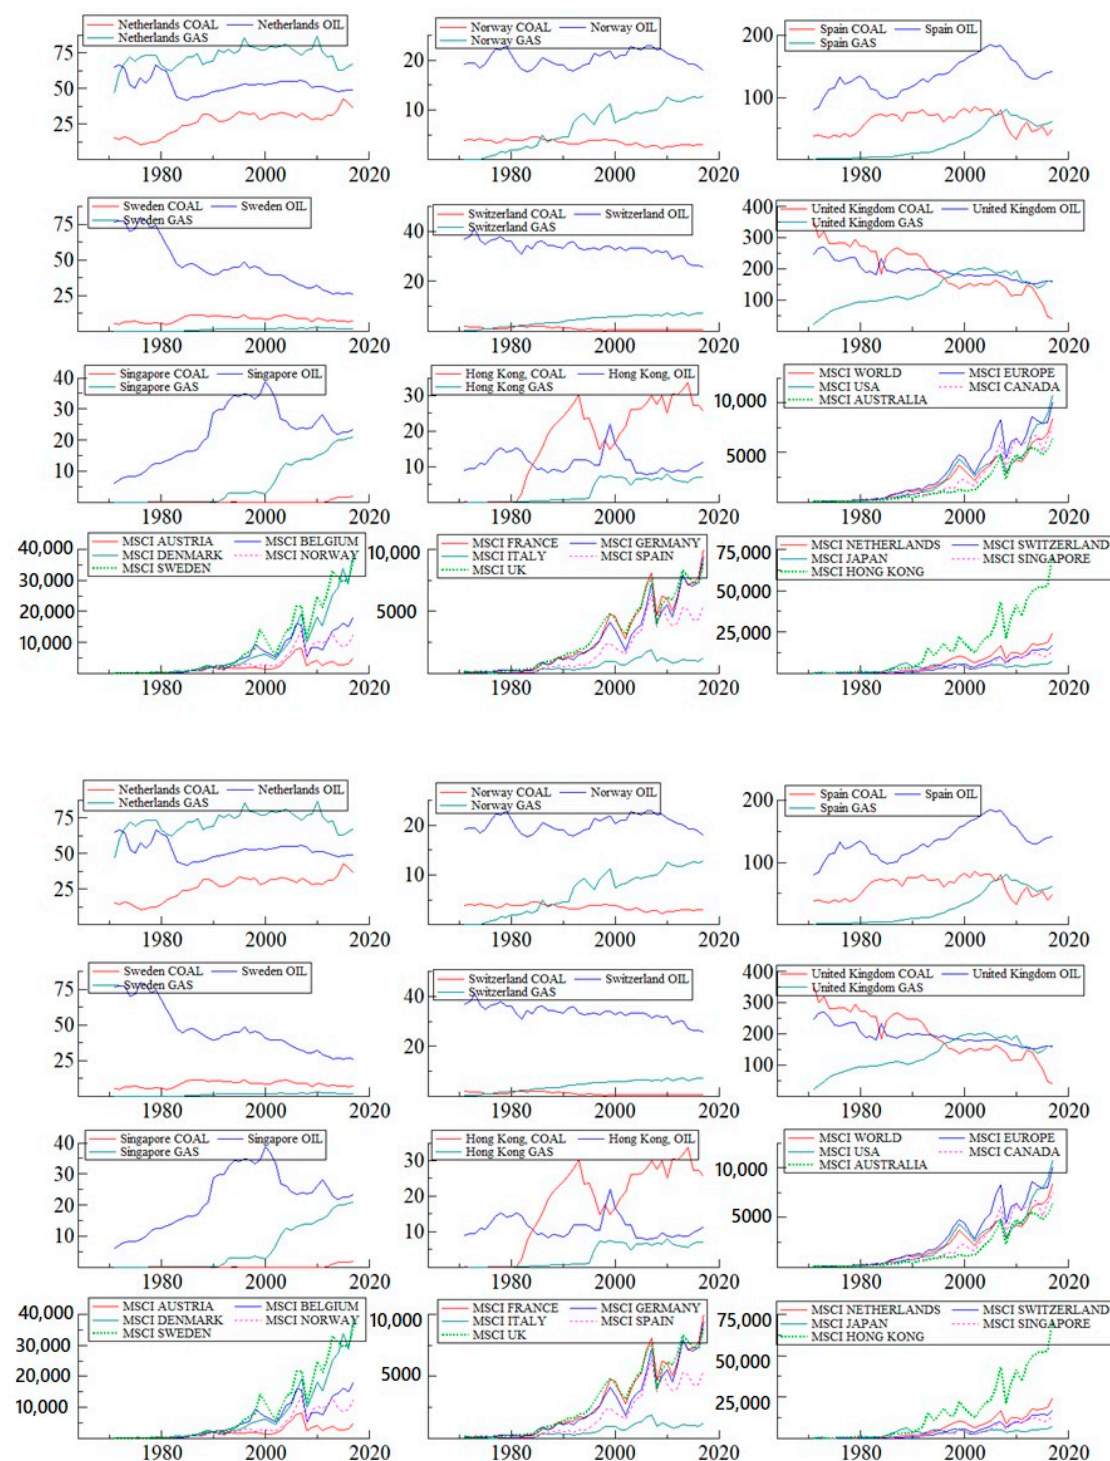 Netherlands COAL Netherlands OIL
Netherlands GAS
75
50
25
1980 2000 2020
Norway COAL Norway OIL
Norway GAS
20
10
1980 2000 2020
Spain COAL Spain OIL
Spain GAS
200
100
1980 2000 2020
Sweden COAL Sweden OIL
Sweden GAS
75
50
25
1980 2000 2020
Switzerland COAL Switzerland OIL
Switzerland GAS
40
20
1980 2000 2020
United Kingdom COAL United Kingdom OIL
United Kingdom GAS
400
300
200
100
1980 2000 2020
Singapore COAL Singapore OIL
Singapore GAS
40
30
20
10
1980 2000 2020
Hong Kong, COAL Hong Kong, OIL
Hong Kong GAS
30
20
10
1980 2000 2020
MSCI WORLD MSCI EUROPE
MSCI USA MSCI CANADA
MSCI AUSTRALIA
10,000
5000
1980 2000 2020
MSCI AUSTRIA MSCI BELGIUM
MSCI DENMARK MSCI NORWAY
MSCI SWEDEN
40,000
30,000
20,000
10,000
1980 2000 2020
MSCI FRANCE MSCI GERMANY
MSCI ITALY MSCI SPAIN
MSCI UK
10,000
5000
1980 2000 2020
MSCI NETHERLANDS MSCI SWITZERLAND
MSCI JAPAN MSCI SINGAPORE
MSCI HONG KONG
75,000
50,000
25,000
1980 2000 2020
Netherlands COAL Netherlands OIL
Netherlands GAS
75
50
25
1980 2000 2020
Norway COAL Norway OIL
Norway GAS
20
10
1980 2000 2020
Spain COAL Spain OIL
Spain GAS
200
100
1980 2000 2020
Sweden COAL Sweden OIL
Sweden GAS
75
50
25
1980 2000 2020
Switzerland COAL Switzerland OIL
Switzerland GAS
40
20
1980 2000 2020
United Kingdom COAL United Kingdom OIL
United Kingdom GAS
400
300
200
100
1980 2000 2020
Singapore COAL Singapore OIL
Singapore GAS
40
30
20
10
1980 2000 2020
Hong Kong, COAL Hong Kong, OIL
Hong Kong GAS
30
20
10
1980 2000 2020
MSCI WORLD MSCI EUROPE
MSCI USA MSCI CANADA
MSCI AUSTRALIA
10,000
5000
1980 2000 2020
MSCI AUSTRIA MSCI BELGIUM
MSCI DENMARK MSCI NORWAY
MSCI SWEDEN
40,000
30,000
20,000
10,000
1980 2000 2020
MSCI FRANCE MSCI GERMANY
MSCI ITALY MSCI SPAIN
MSCI UK
10,000
5000
1980 2000 2020
MSCI NETHERLANDS MSCI SWITZERLAND
MSCI JAPAN MSCI SINGAPORE
MSCI HONG KONG
75,000
50,000
25,000
1980 2000 2020